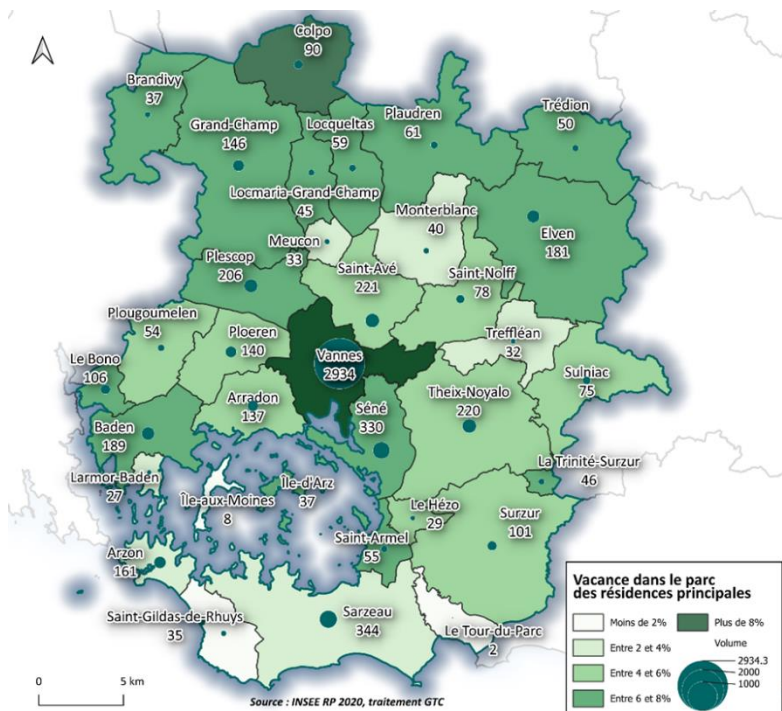 Colpo
90
Brandivy
37
Grand-Champ
146
Locqueltas
59
Plaudren
61
Trédion
50
Locmaria-Grand-Champ
45
Monterblanc
40
Elven
181
Meucon
33
Plescop
206
Saint-Avé
221
Saint-Nolff
78
Plougoumelen
54
Ploeren
140
Vannes
2934
Treffléan
32
Sulniac
75
Le Bono
106
Arradon
137
Séné
330
Theix-Noyalo
220
Baden
189
La Trinité-Surzur
46
Larmor-Baden
27
Île-aux-Moines
8
Île-d'Arz
37
Le Hézo
29
Surzur
101
Saint-Armel
55
Arzon
161
Saint-Gildas-de-Rhuys
35
Sarzeau
344
Le Tour-du-Parc
2
Vacance dans le parc
des résidences principales
Moins de 2%
Entre 2 et 4%
Entre 4 et 6%
Entre 6 et 8%
Plus de 8%
Volume
2934.3
2000
1000
0 5 km
Source : INSEE RP 2020, traitement GTC